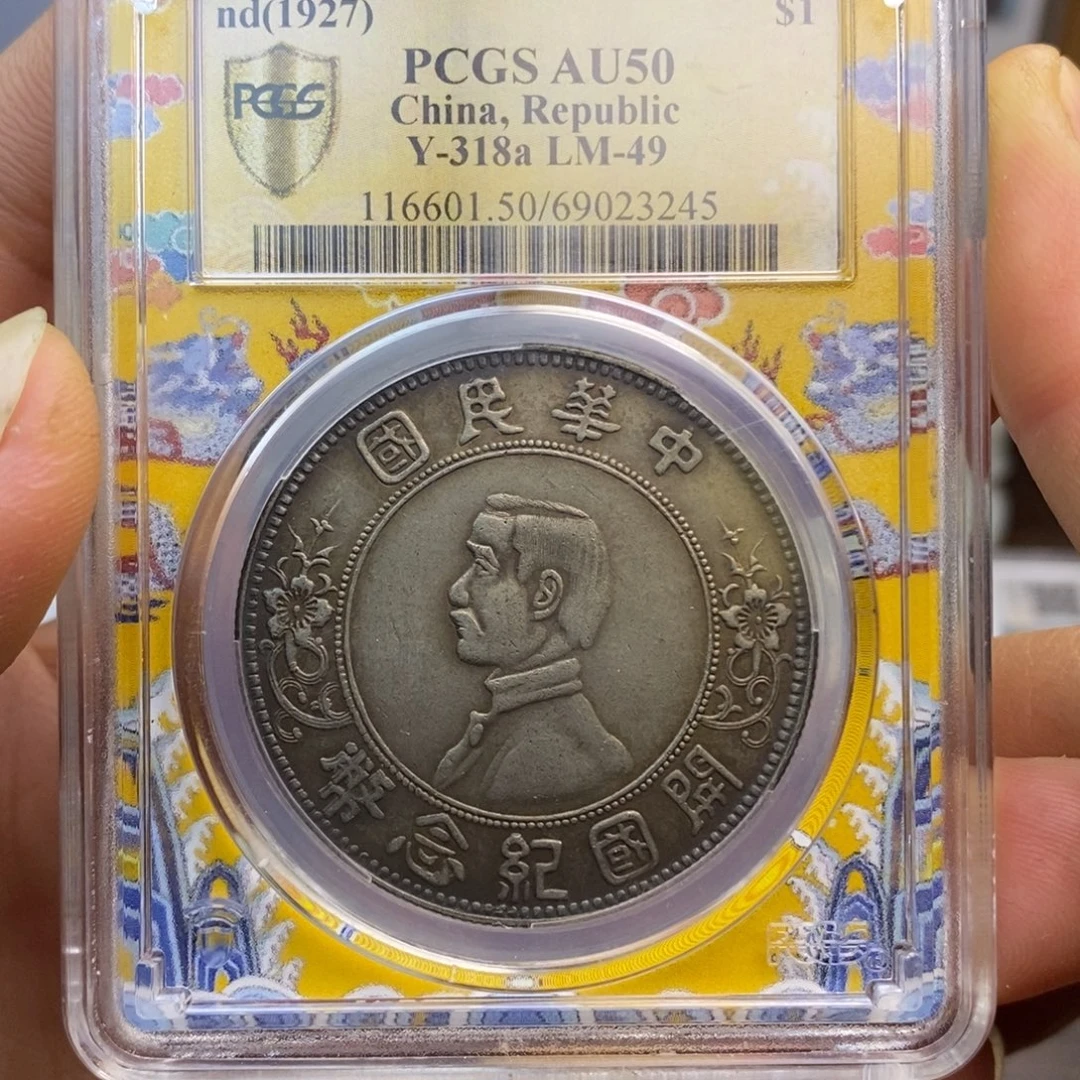 nd(1927) $1
PCGS
PCGS AU50
China, Republic
Y-318a LM-49
116601.50/69023245
中華民國
開國紀念幣
PCGS